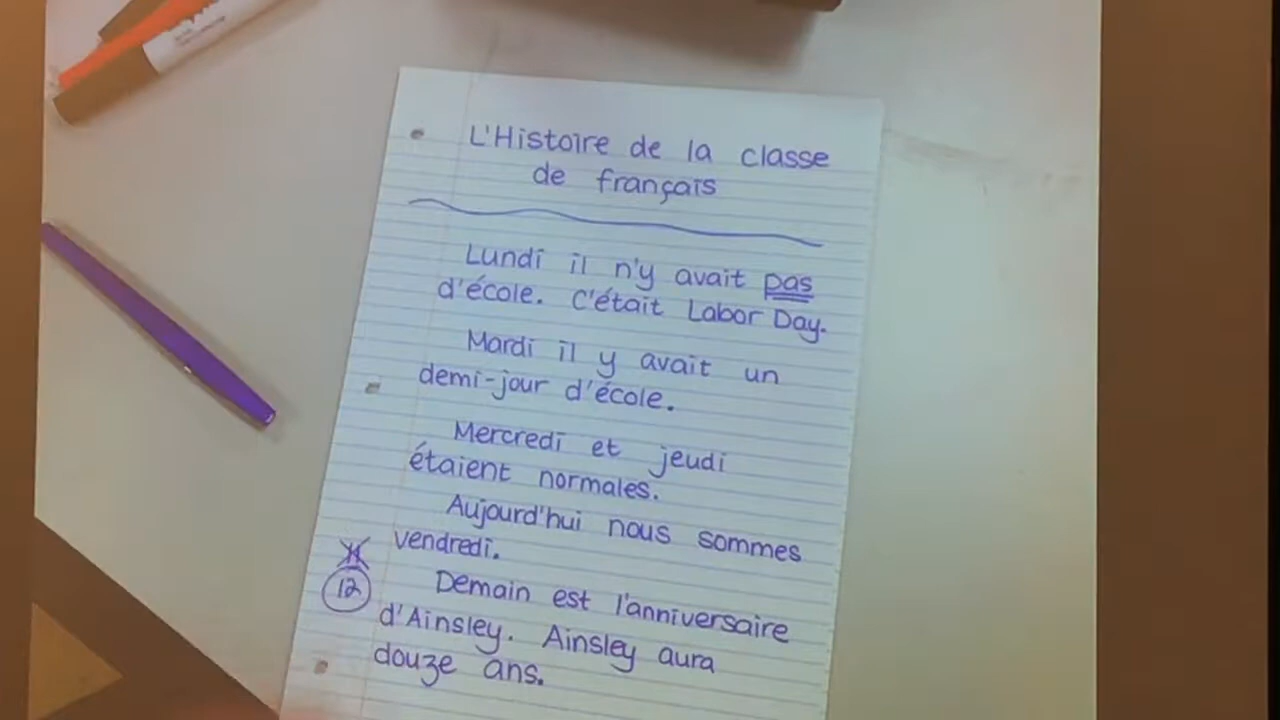 L'Histoire de la classe
de français
Lundi il n'y avait pas
d'école. C'était Labor Day.
Mardi il y avait un
demi-jour d'école.
Mercredi et jeudi
étaient normales.
Aujourd'hui nous sommes
vendredi.
12
Demain est l'anniversaire
d'Ainsley. Ainsley aura
douze ans.